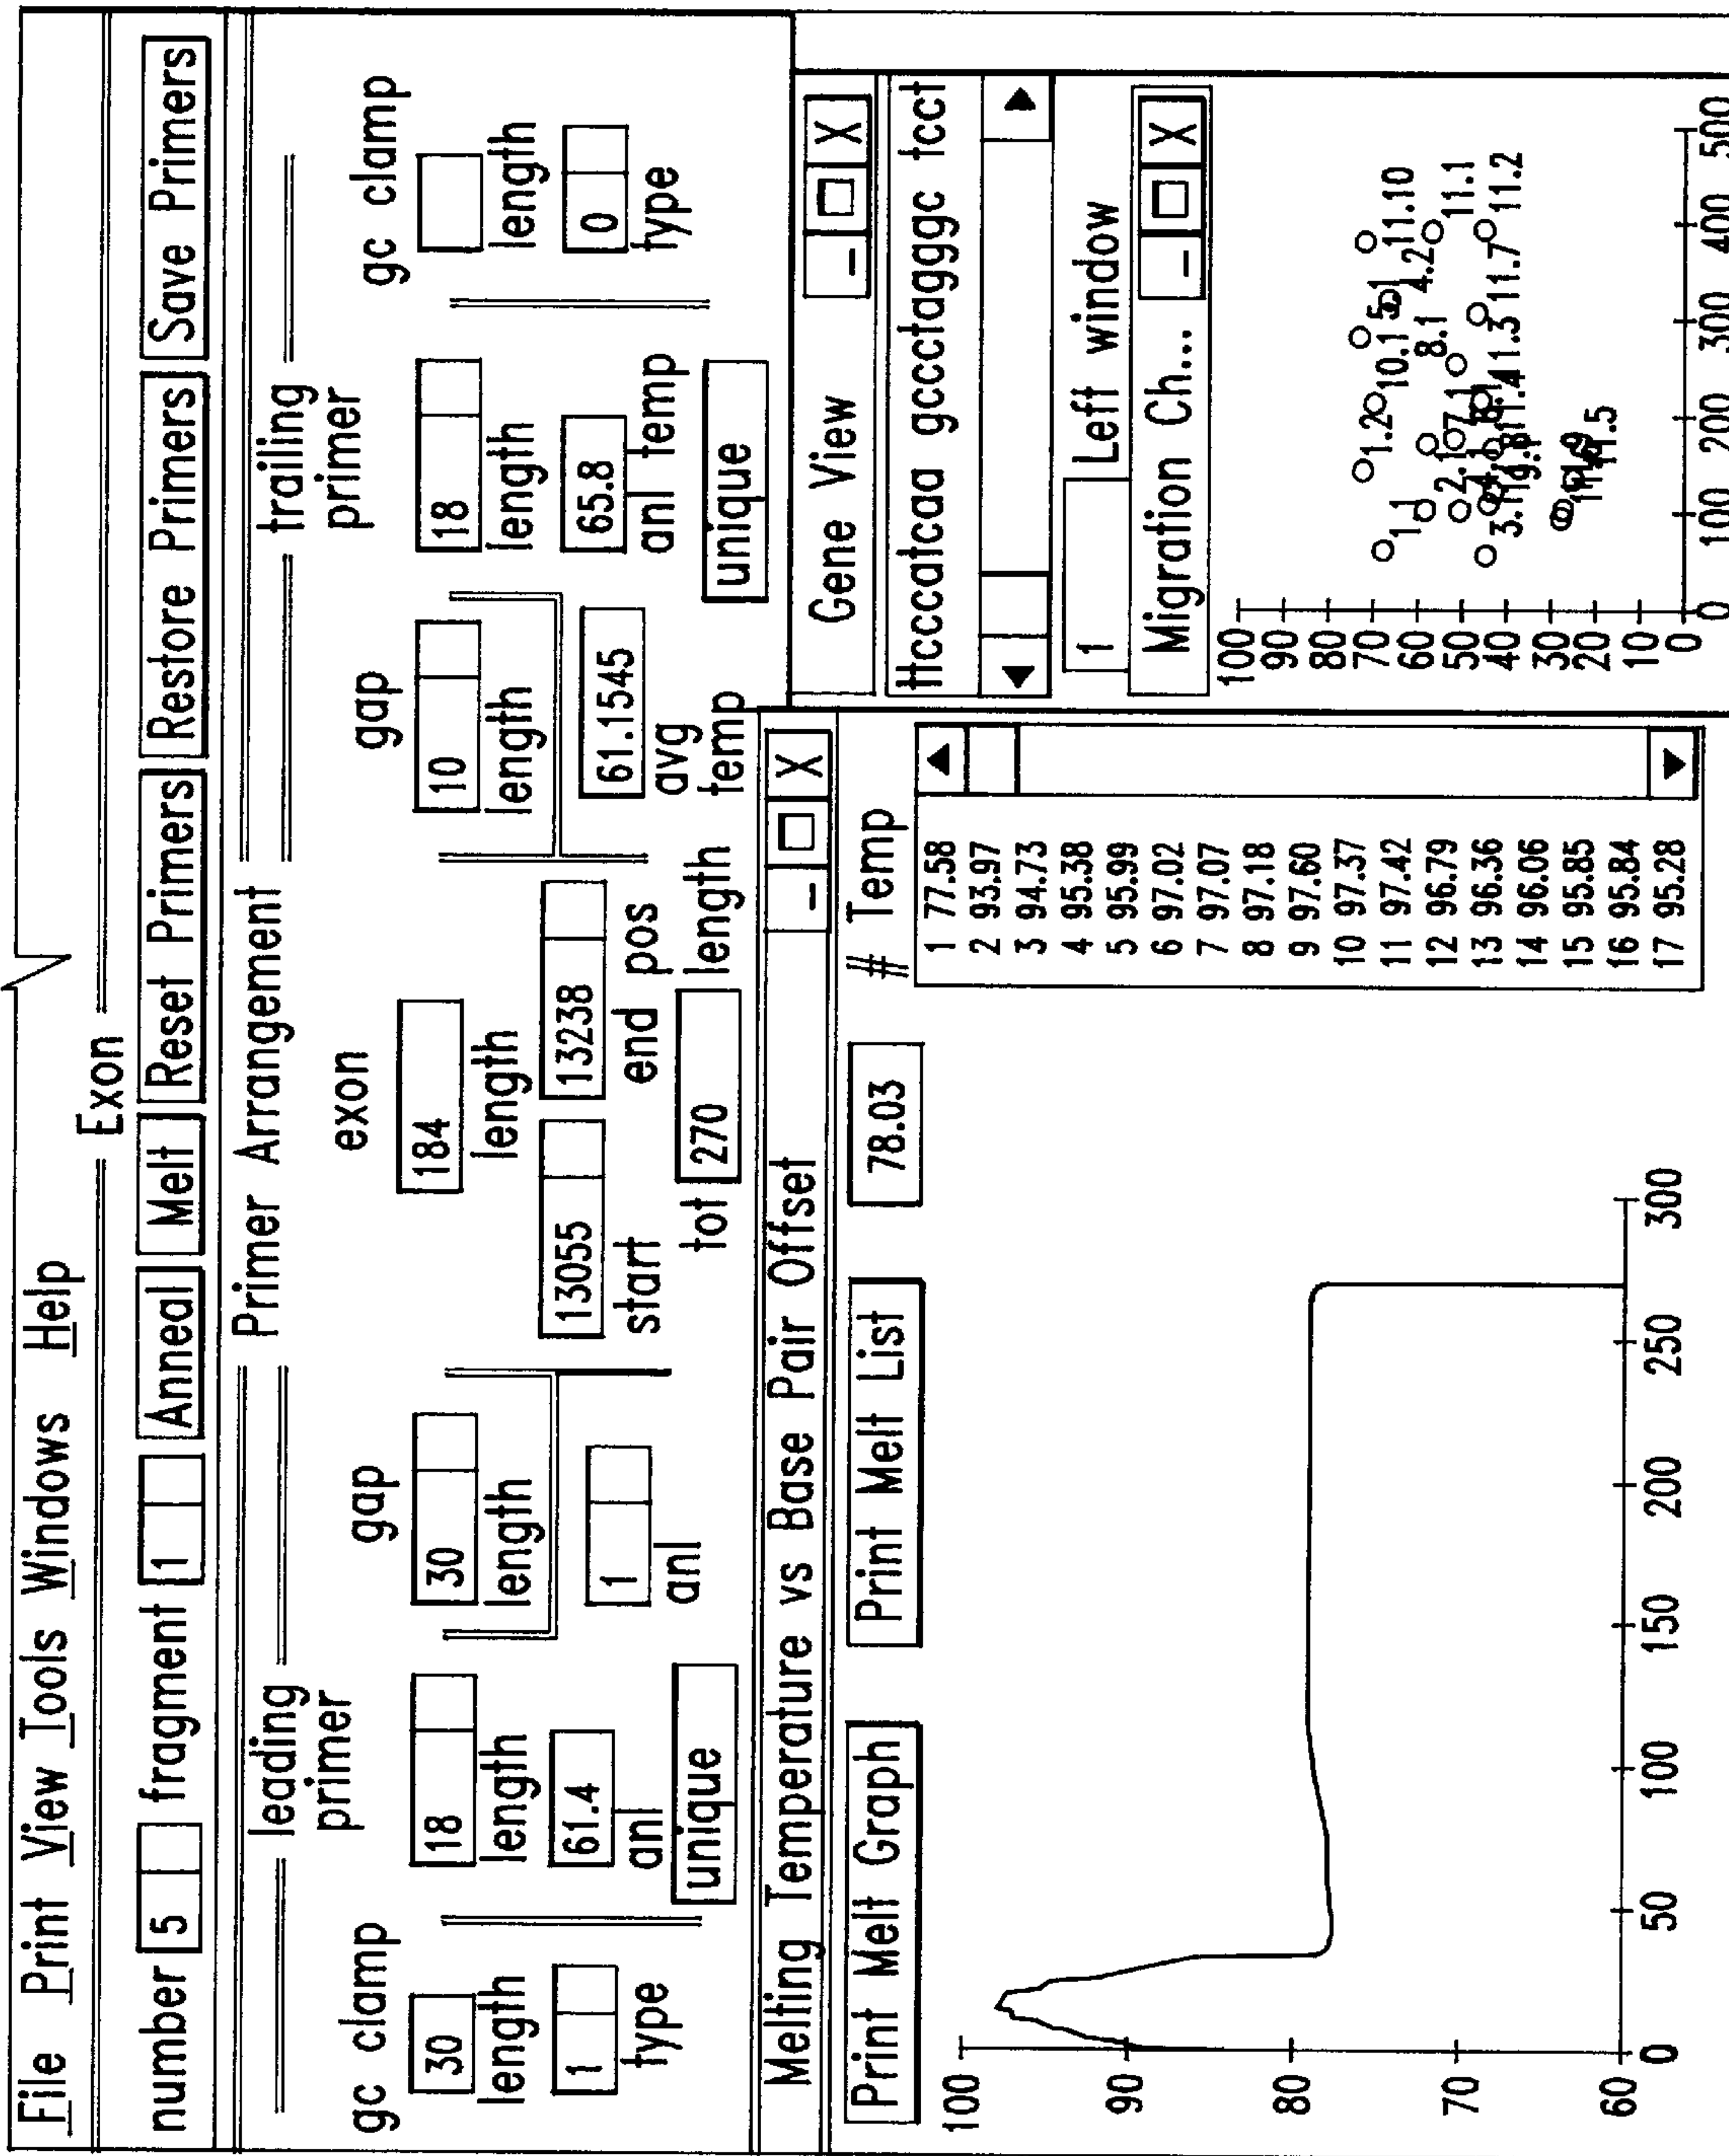 File Print View Tools Windows Help
Exon
number 5 fragment 1 Anneal Melt Reset Primers Restore Primers Save Primers
Primer Arrangement
leading
primer
trailing
primer
gc clamp
30
length
1
type
18
length
61.4
anl
unique
gap
30
length
1
anl
exon
184
length
13055
start
13238
end pos
tot 270 length
gap
10
length
61.1545
avg
temp
18
length
65.8
anl temp
unique
gc clamp
length
0
type
Melting Temperature vs Base Pair Offset
– X
Print Melt Graph Print Melt List 78.03
100
90
80
70
60
0 50 100 150 200 250 300
# Temp
1 77.58
2 93.97
3 94.73
4 95.38
5 95.99
6 97.02
7 97.07
8 97.18
9 97.60
10 97.37
11 97.42
12 96.79
13 96.36
14 96.06
15 95.85
16 95.84
17 95.28
Gene View – X
ttcccatcaa gccctagggc tcct
1 Left window
Migration Ch... – X
100
90
80
70
60
50
40
30
20
10
0
0 100 200 300 400 500
1.1
1.2
10.1
5.1
11.10
2.1
7.1
8.1
4.2
11.1
11.4
11.3
11.7
11.2
11.5